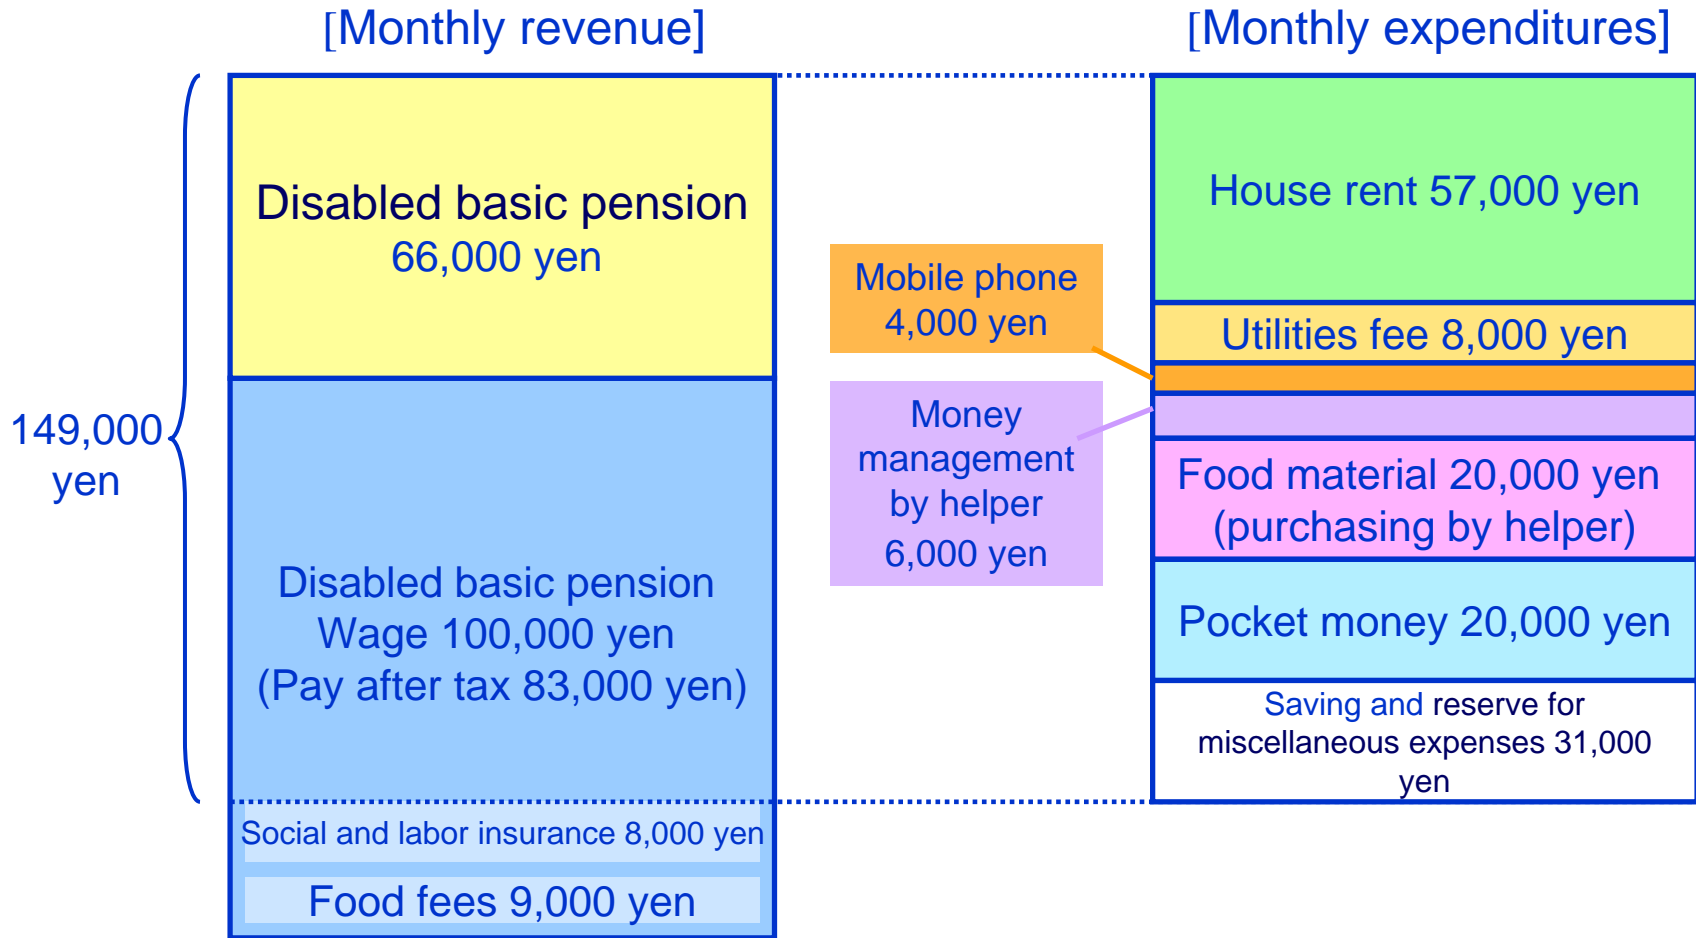 [Monthly revenue]
[Monthly expenditures]
149,000
yen
Disabled basic pension
66,000 yen
Disabled basic pension
Wage 100,000 yen
(Pay after tax 83,000 yen)
Social and labor insurance 8,000 yen
Food fees 9,000 yen
Mobile phone
4,000 yen
Money
management
by helper
6,000 yen
House rent 57,000 yen
Utilities fee 8,000 yen
Food material 20,000 yen
(purchasing by helper)
Pocket money 20,000 yen
Saving and reserve for
miscellaneous expenses 31,000
yen